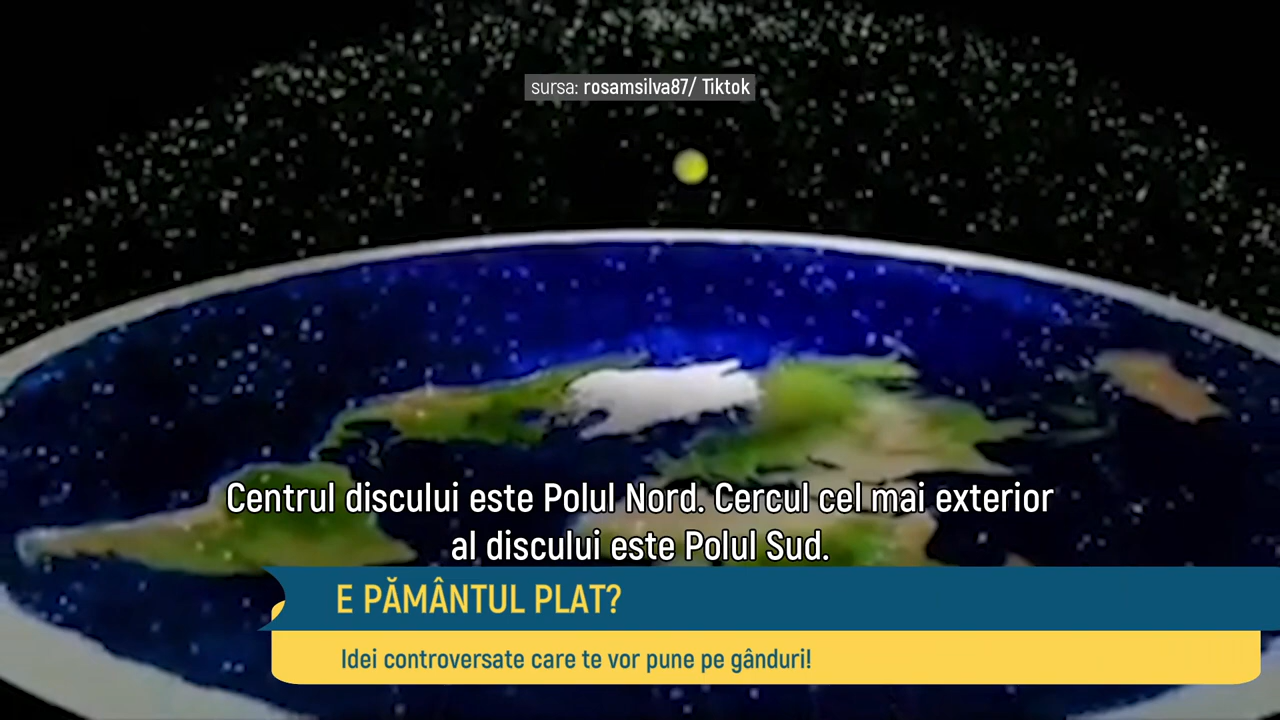 sursa: rosamsilva87/ Tiktok
Centrul discului este Polul Nord. Cercul cel mai exterior
al discului este Polul Sud.
E PĂMÂNTUL PLAT?
Idei controversate care te vor pune pe gânduri!